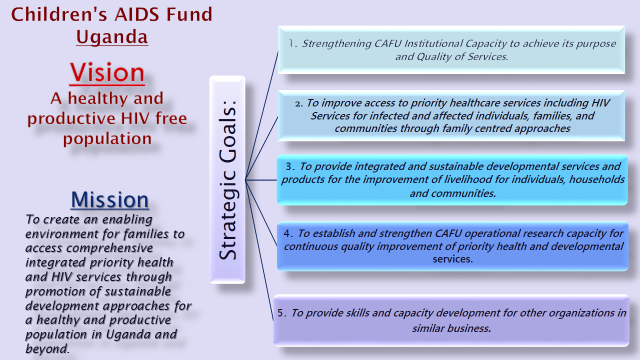 Children's AIDS Fund
Uganda
Vision
A healthy and
productive HIV free
population
Mission
To create an enabling
environment for families to
access comprehensive
integrated priority health
and HIV services through
promotion of sustainable
development approaches for
a healthy and productive
population in Uganda and
beyond.
Strategic Goals:
1. Strengthening CAFU Institutional Capacity to achieve its purpose
and Quality of Services.
2. To improve access to priority healthcare services including HIV
Services for infected and affected individuals, families, and
communities through family centred approaches
3. To provide integrated and sustainable developmental services and
products for the improvement of livelihood for individuals, households
and communities.
4. To establish and strengthen CAFU operational research capacity for
continuous quality improvement of priority health and developmental
services.
5. To provide skills and capacity development for other organizations in
similar business.